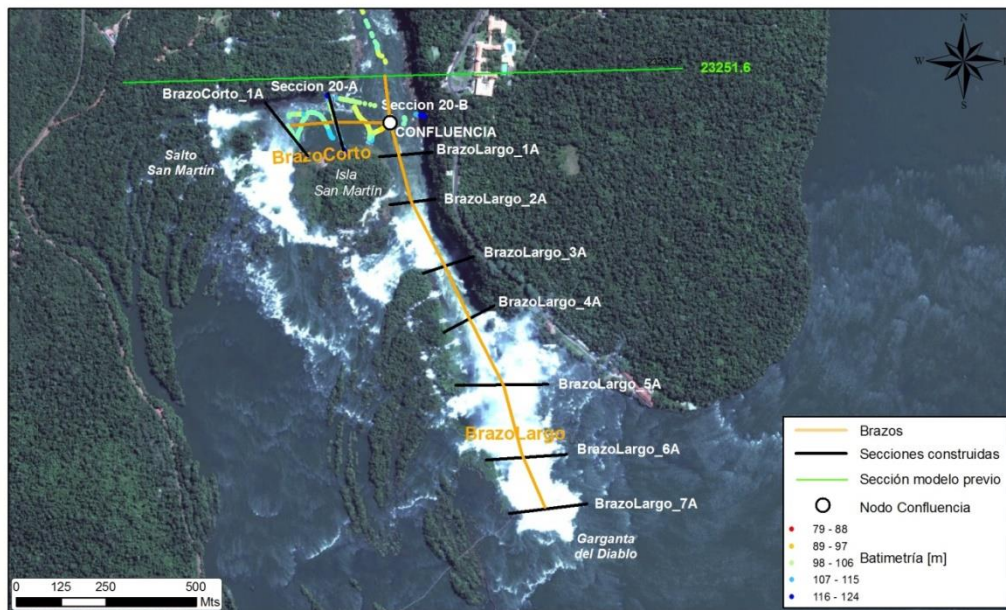 N
W
E
S
23251.6
Seccion 20-A
BrazoCorto_1A
Seccion 20-B
CONFLUENCIA
BrazoLargo_1A
BrazoCorto
Salto
San Martín
Isla
San Martín
BrazoLargo_2A
BrazoLargo_3A
BrazoLargo_4A
BrazoLargo_5A
BrazoLargo
BrazoLargo_6A
BrazoLargo_7A
Garganta
del Diablo
Brazos
Secciones construidas
Sección modelo previo
Nodo Confluencia
79 - 88
89 - 97
98 - 106
107 - 115
116 - 124
Batimetría [m]
0 125 250 500
Mts